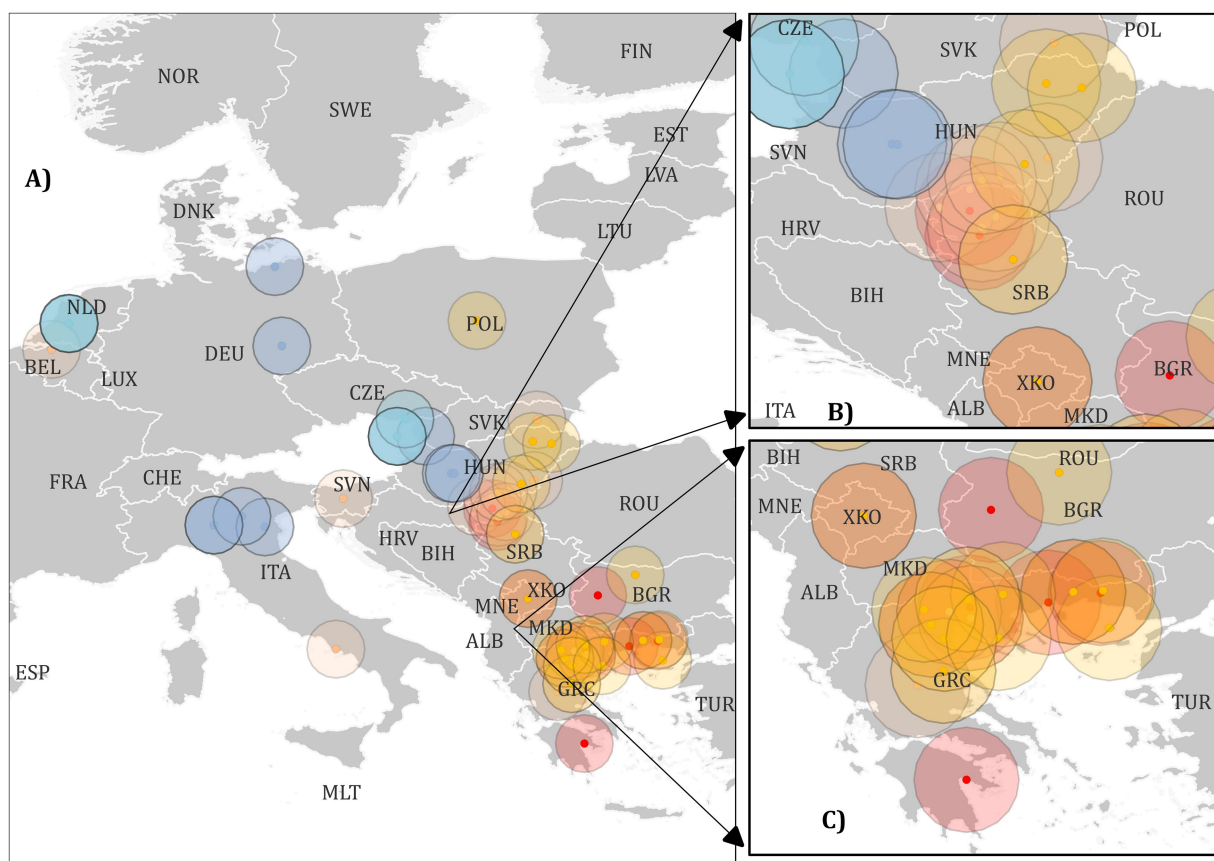 NOR
FIN
SWE
A)
EST
LVA
DNK
LTU
NLD
POL
BEL
DEU
LUX
CZE
SVK
FRA
CHE
HUN
SVN
ROU
HRV
BIH
SRB
ITA
XKO
MNE
BGR
MKD
ALB
ESP
GRC
TUR
MLT
CZE
POL
SVK
HUN
SVN
ROU
HRV
BIH
SRB
MNE
BGR
XKO
ITA
ALB
MKD
B)
BIH
SRB
ROU
MNE
XKO
BGR
MKD
ALB
GRC
TUR
C)